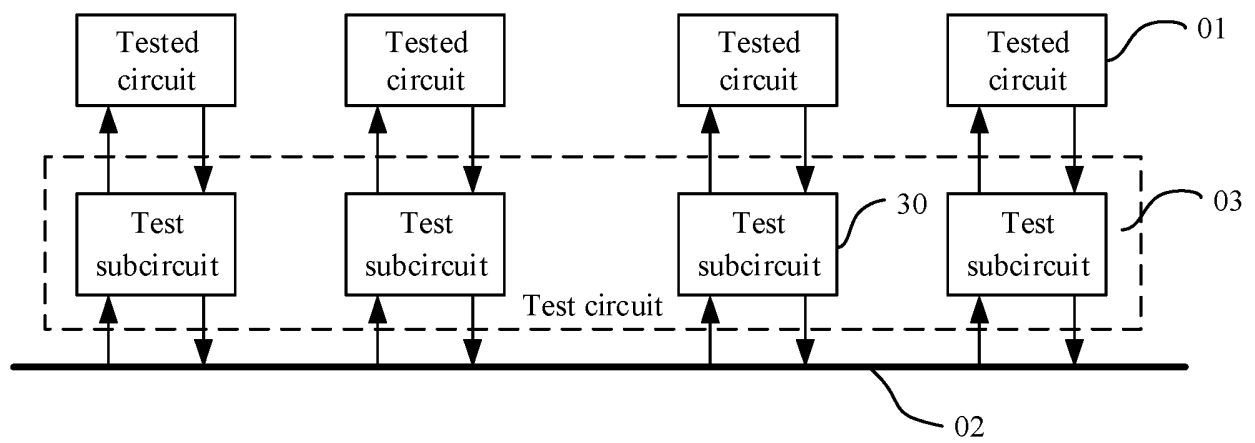 Tested
circuit
Tested
circuit
Tested
circuit
Tested
circuit
01
Test
subcircuit
Test
subcircuit
Test
subcircuit
30
Test
subcircuit
03
Test circuit
02